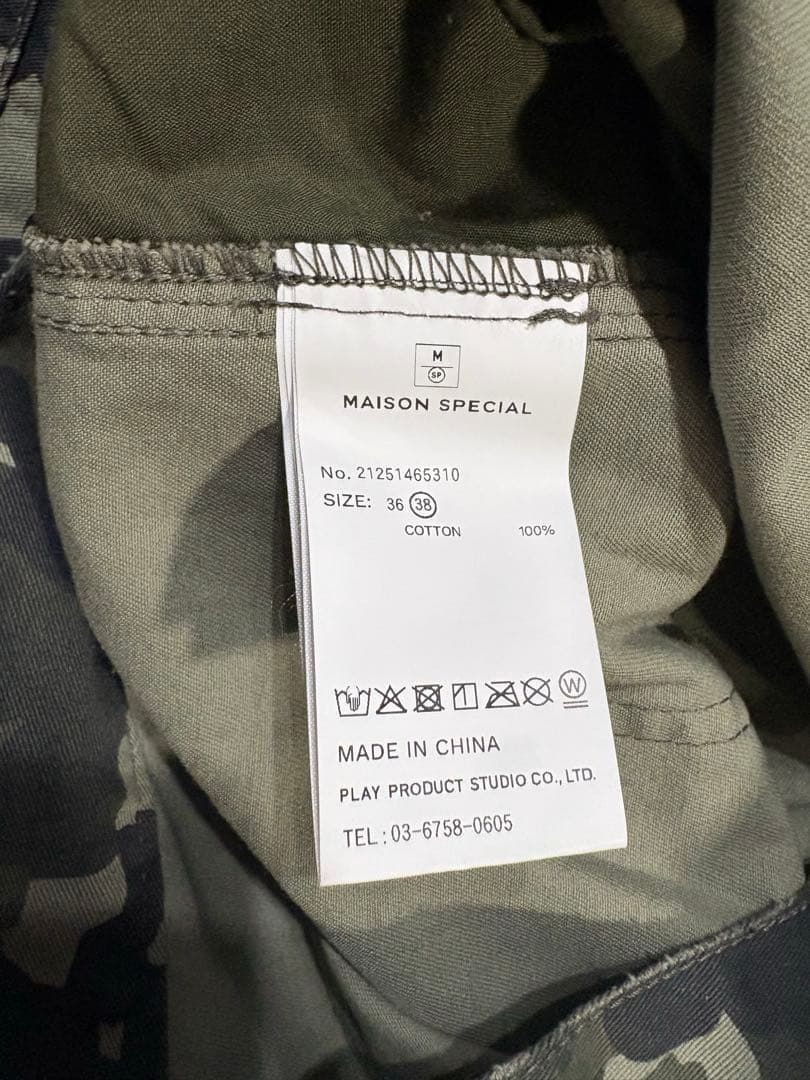 M
SP
MAISON SPECIAL
No. 21251465310
SIZE: 36 38
COTTON 100%
W
MADE IN CHINA
PLAY PRODUCT STUDIO CO., LTD.
TEL : 03-6758-0605